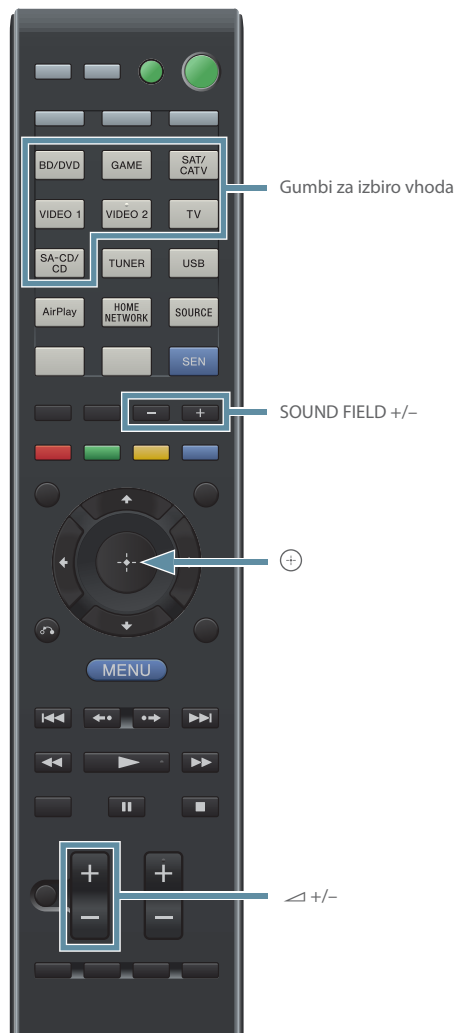 BD/DVD GAME SAT/
CATV
Gumbi za izbiro vhoda
VIDEO 1 VIDEO 2 TV
SA-CD/
CD TUNER USB
AirPlay HOME
NETWORK SOURCE
SEN
− +
SOUND FIELD +/–
MENU
+ +
− −
+/–